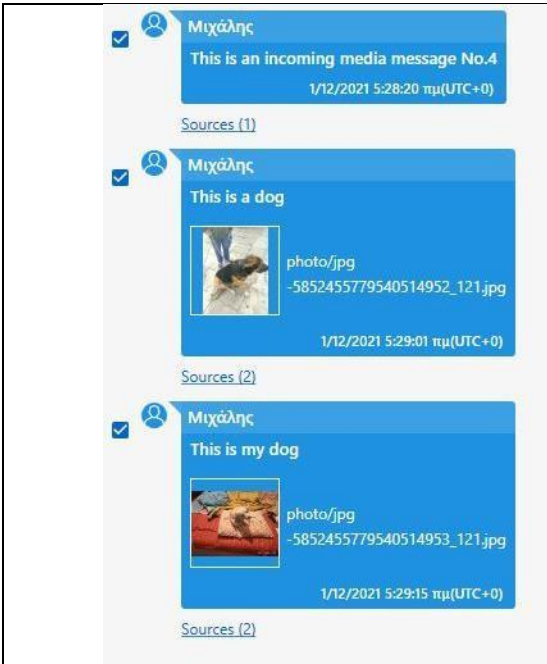 Μιχάλης
This is an incoming media message No.4
1/12/2021 5:28:20 πμ(UTC+0)
Sources (1)
Μιχάλης
This is a dog
photo/jpg
-5852455779540514952_121.jpg
1/12/2021 5:29:01 πμ(UTC+0)
Sources (2)
Μιχάλης
This is my dog
photo/jpg
-5852455779540514953_121.jpg
1/12/2021 5:29:15 πμ(UTC+0)
Sources (2)